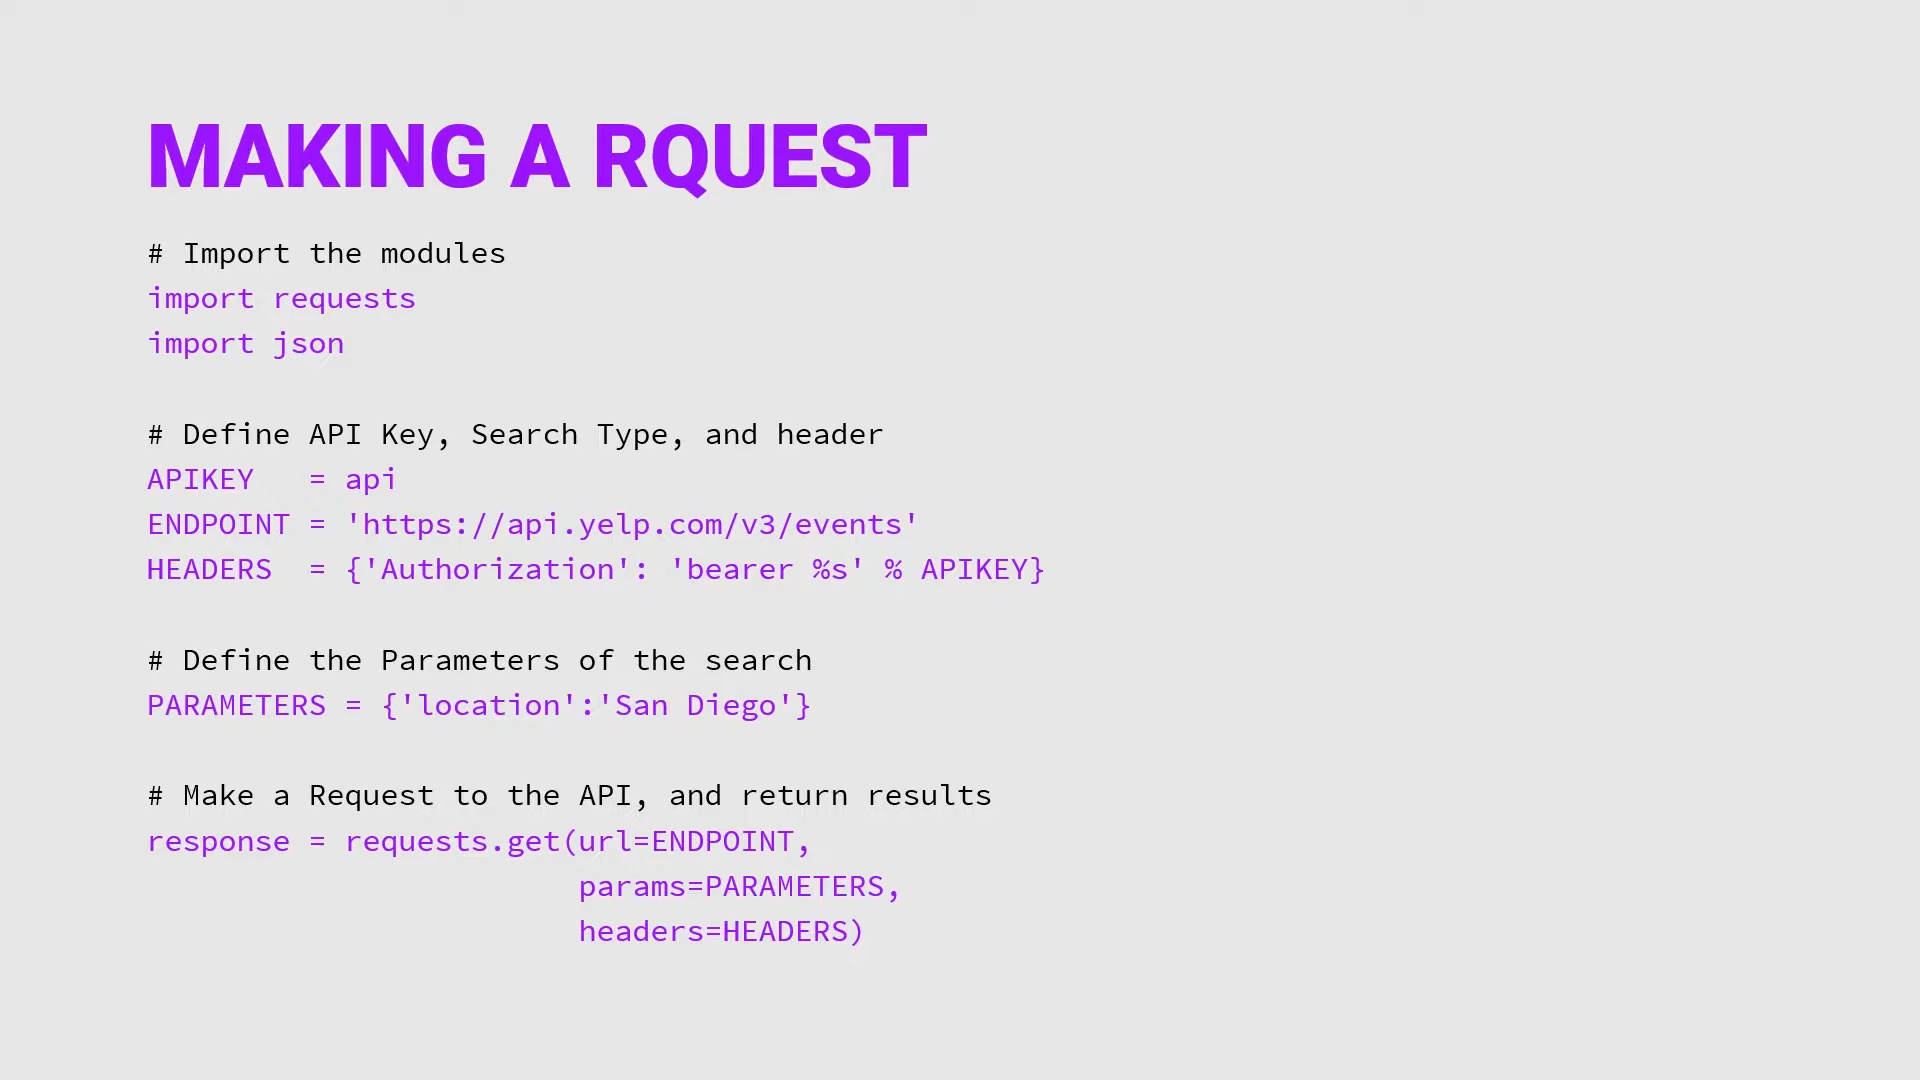 MAKING A RQUEST
# Import the modules
import requests
import json
# Define API Key, Search Type, and header
APIKEY   = api
ENDPOINT = 'https://api.yelp.com/v3/events'
HEADERS  = {'Authorization': 'bearer %s' % APIKEY}
# Define the Parameters of the search
PARAMETERS = {'location':'San Diego'}
# Make a Request to the API, and return results
response = requests.get(url=ENDPOINT,
                        params=PARAMETERS,
                        headers=HEADERS)